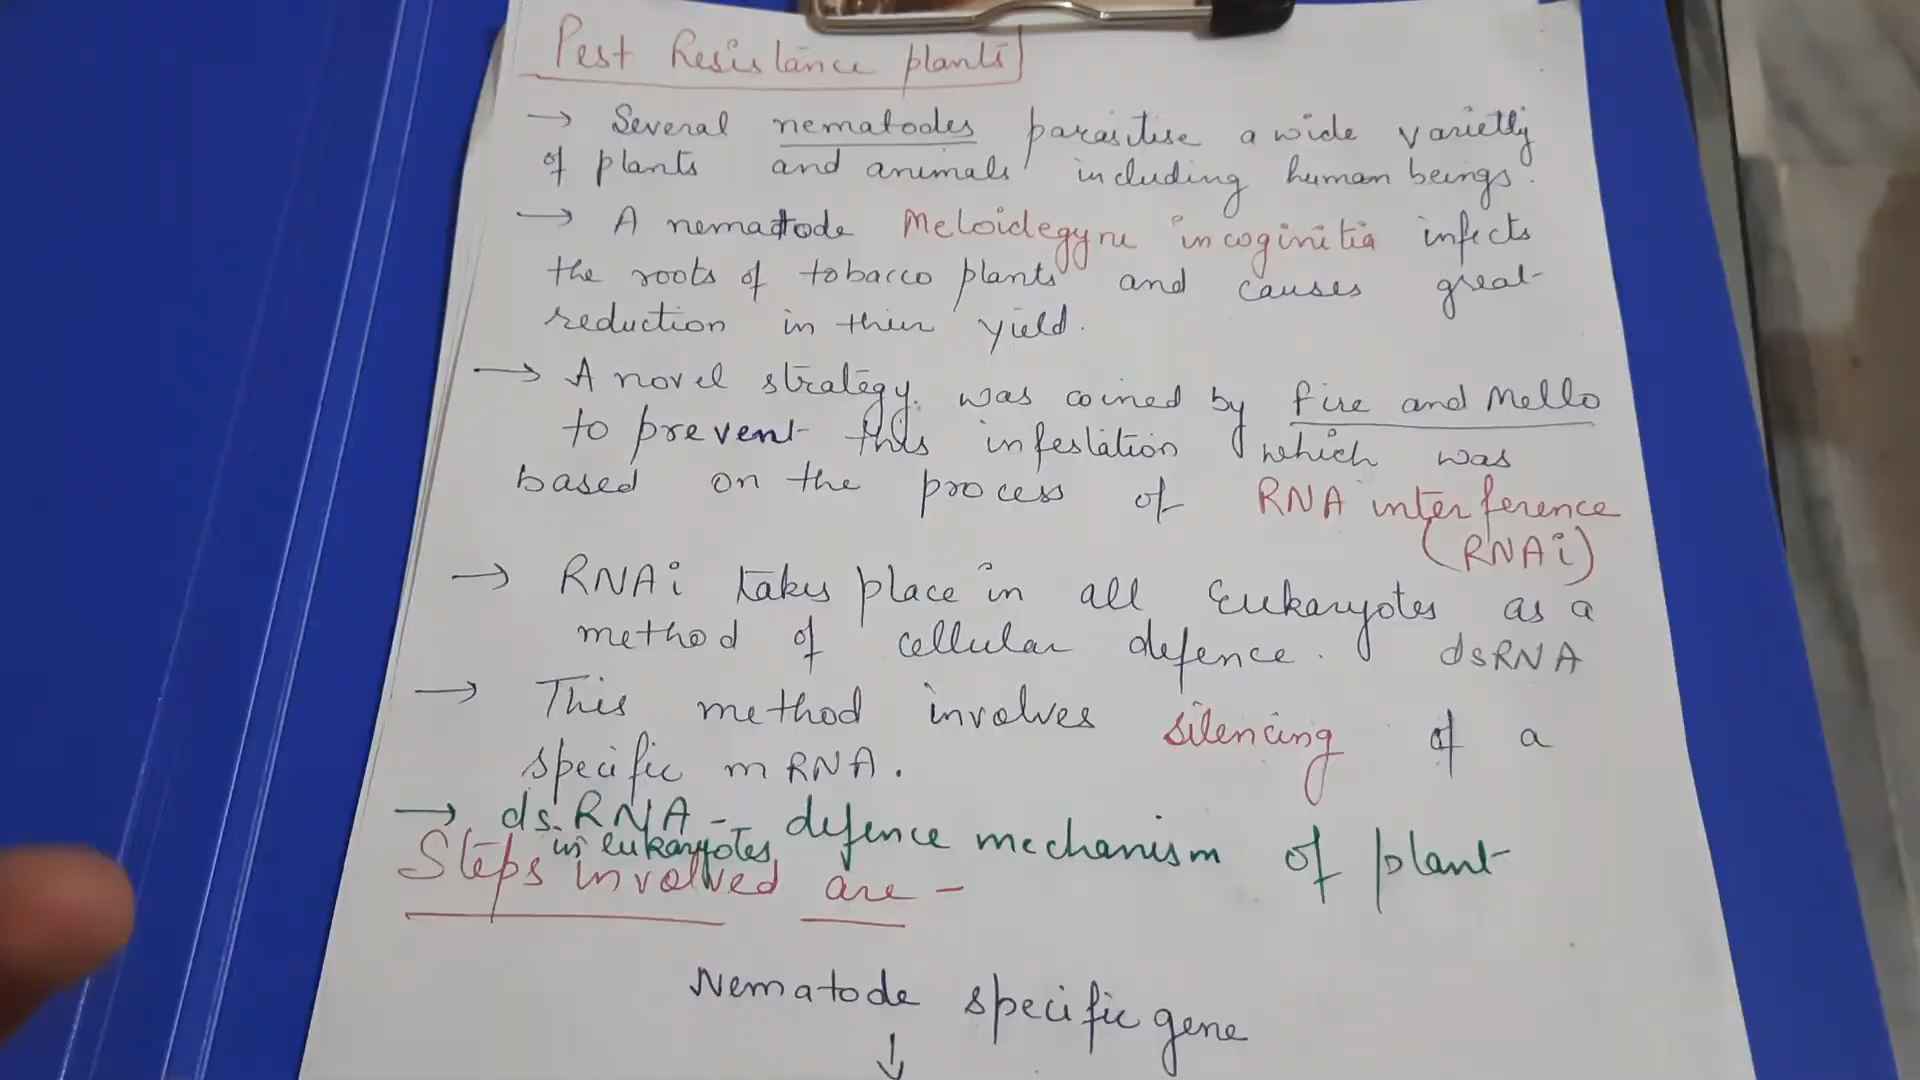 Pest Resistance plants
→ Several nematodes parasitise a wide varietly
of plants and animals including human beings.
→ A nematode Meloidegyne incoginitia infects
the roots of tobacco plants and causes great
reduction in their yield.
→ A novel strategy. was coined by fire and Mello
to prevent this infestation which was
based on the process of RNA interference
(RNAi)
→ RNAi takes place in all Eukaryotes as a
method of cellular defence. dsRNA
→ This method involves silencing of a
specific mRNA.
→ ds.RNA - defence mechanism of plant
in eukaryotes
Steps involved are -
Nematode specific gene
↓